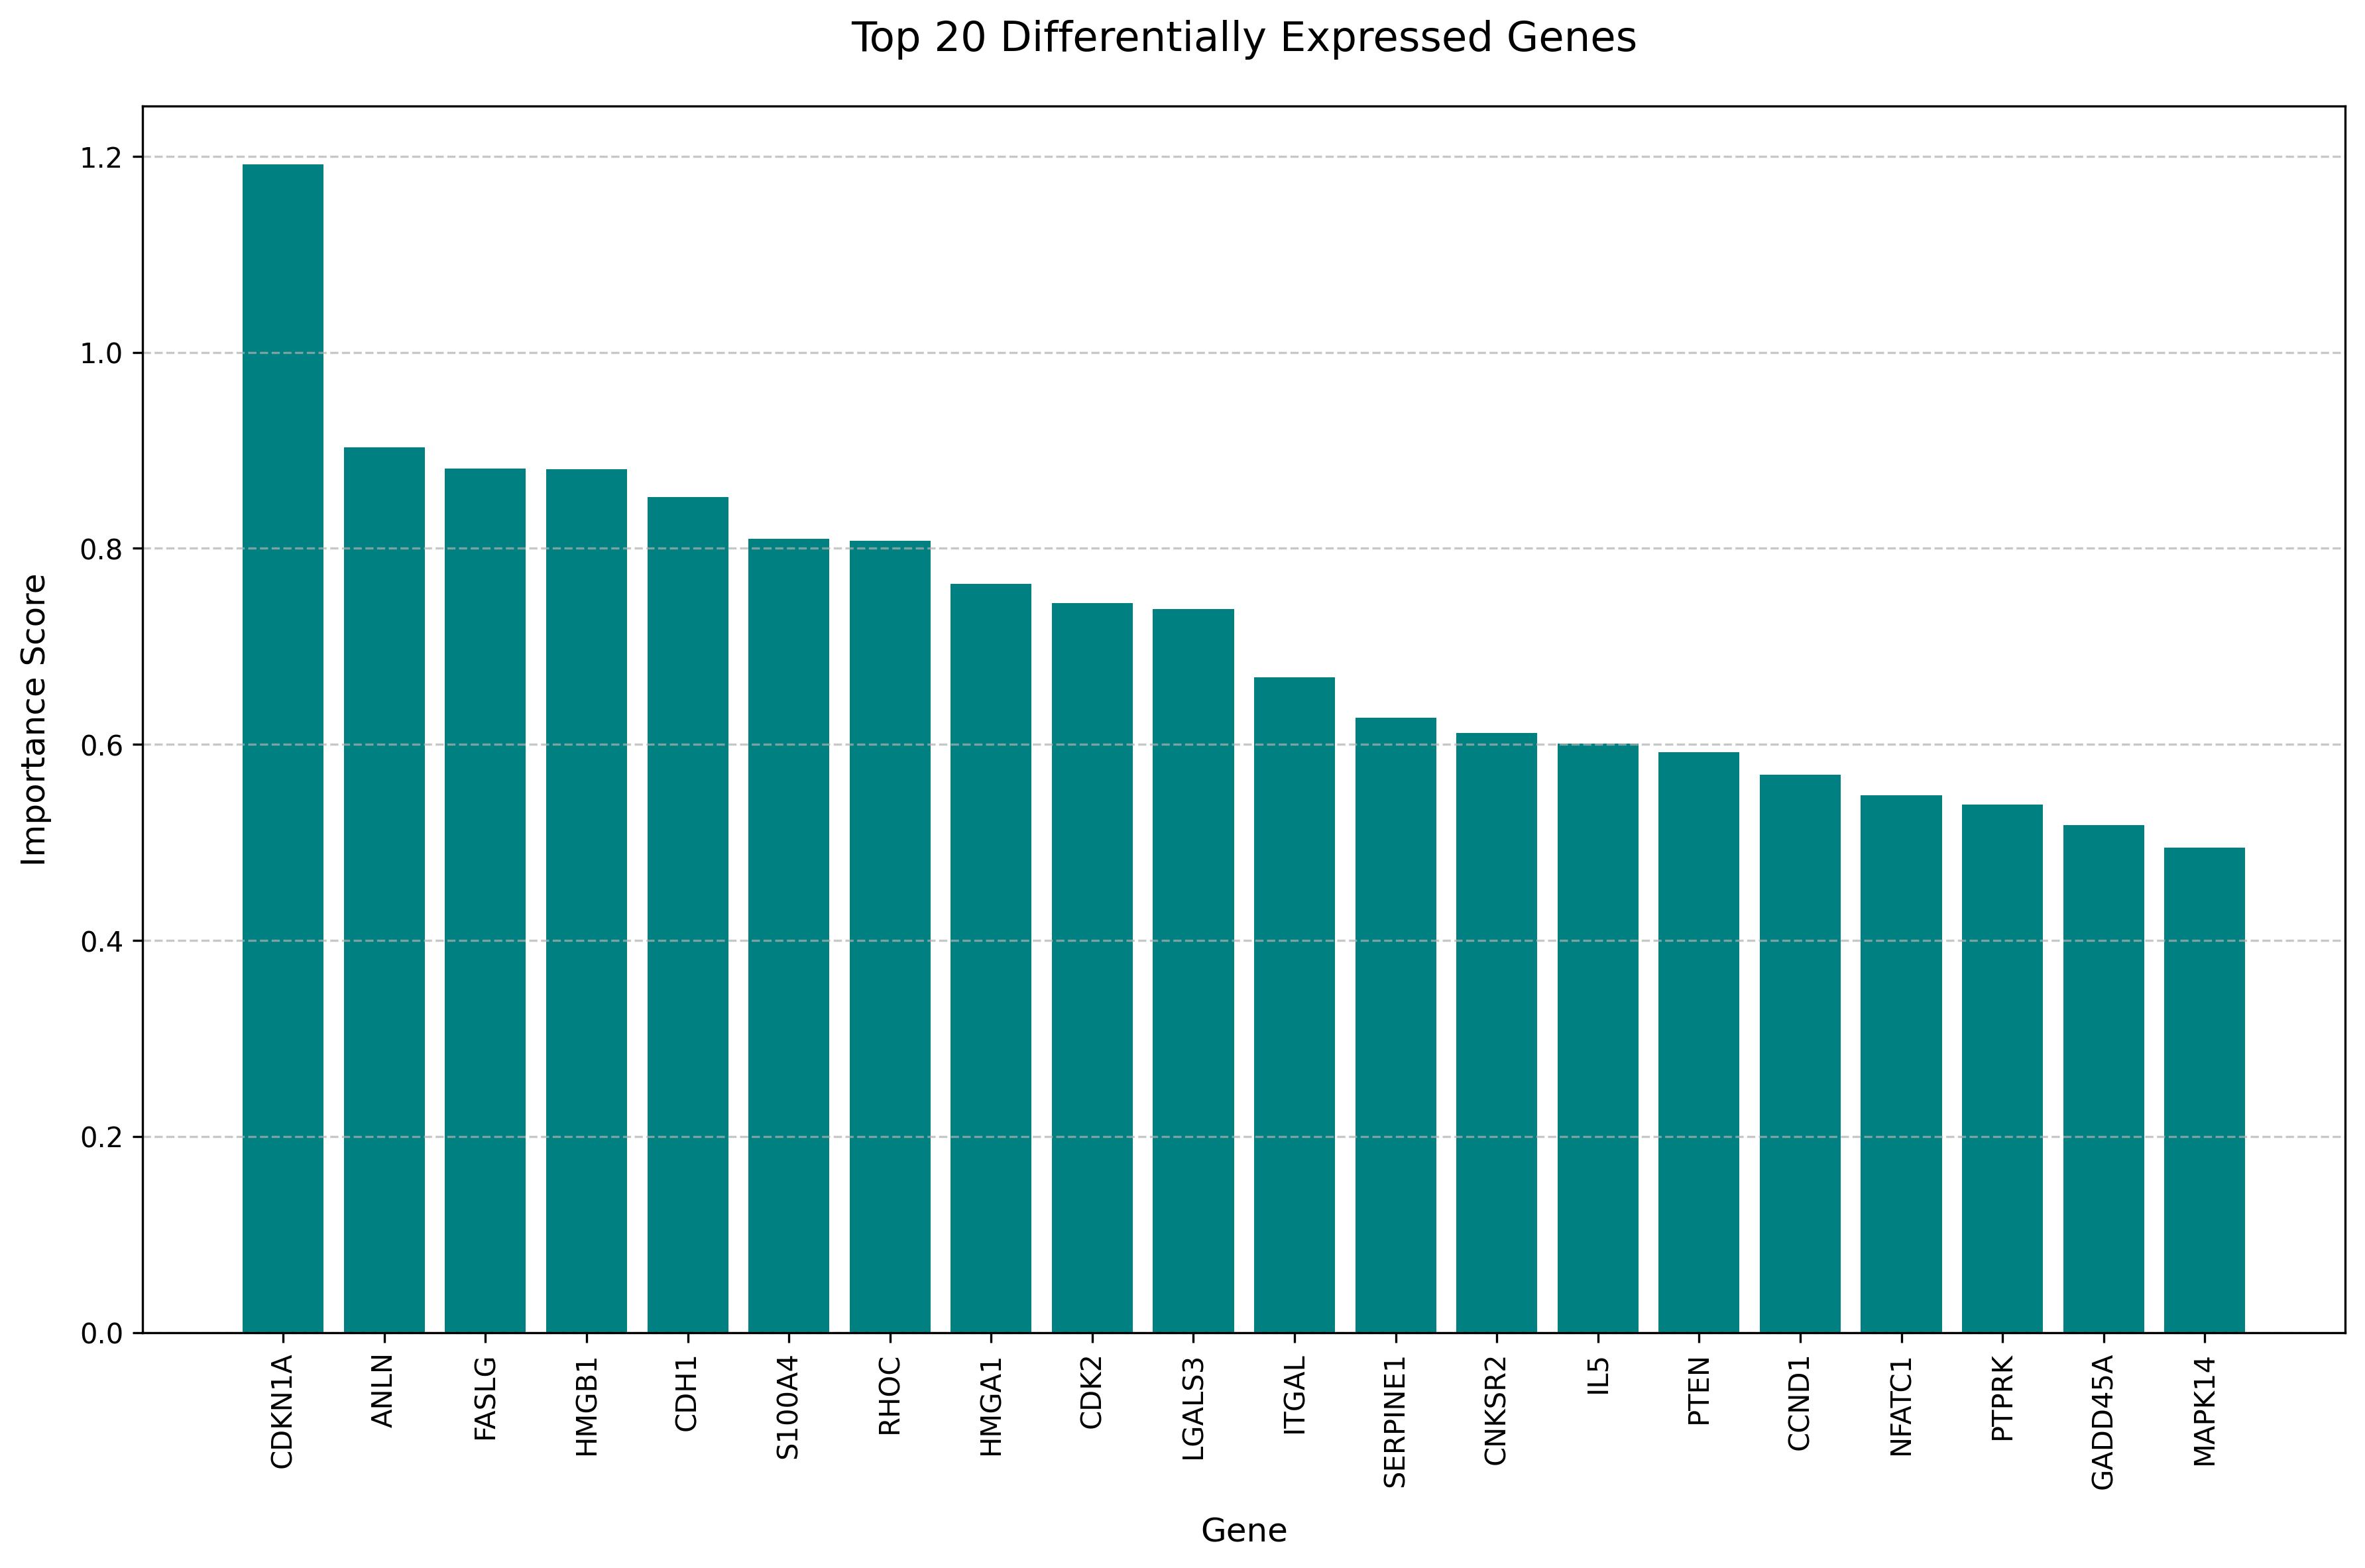 Top 20 Differentially Expressed Genes
Importance Score
1.2
1.0
0.8
0.6
0.4
0.2
0.0
CDKN1A
ANLN
FASLG
HMGB1
CDH1
S100A4
RHOC
HMGA1
CDK2
LGALS3
ITGAL
SERPINE1
CNKSR2
IL5
PTEN
CCND1
NFATC1
PTPRK
GADD45A
MAPK14
Gene